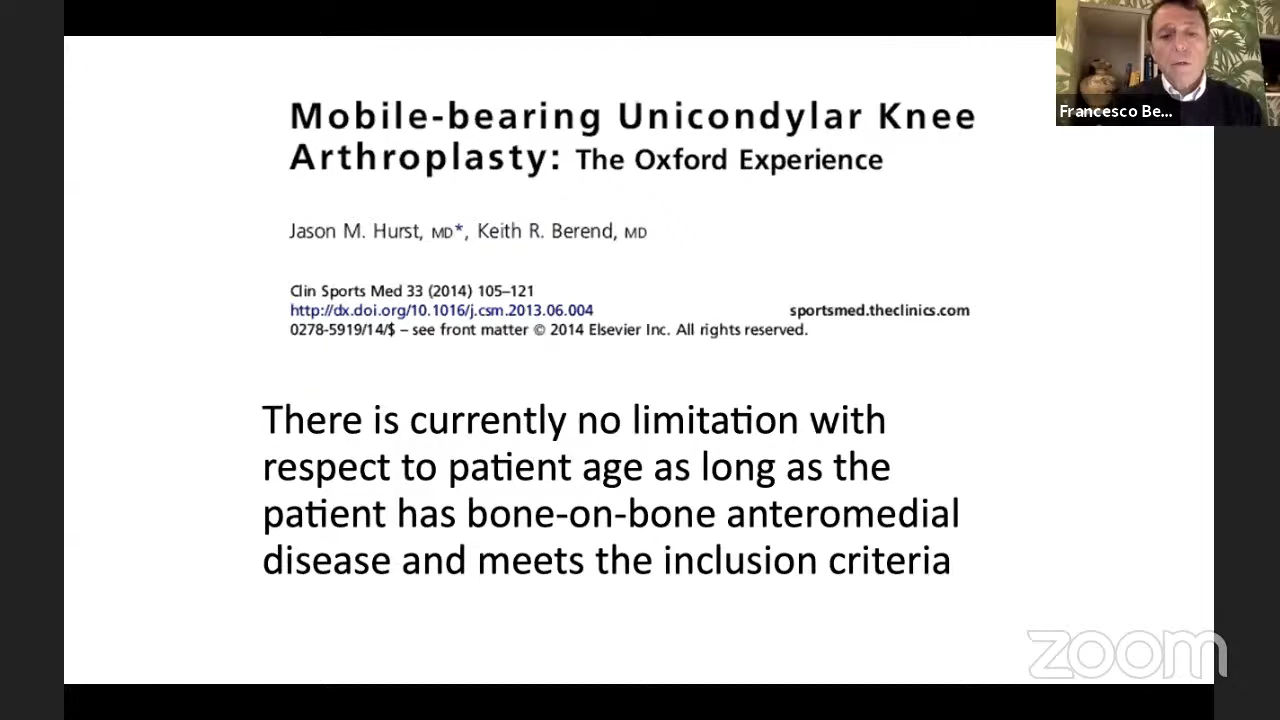 Mobile-bearing Unicondylar Knee
Arthroplasty: The Oxford Experience
Jason M. Hurst, MD*, Keith R. Berend, MD
Clin Sports Med 33 (2014) 105–121
http://dx.doi.org/10.1016/j.csm.2013.06.004 sportsmed.theclinics.com
0278-5919/14/$ – see front matter © 2014 Elsevier Inc. All rights reserved.
There is currently no limitation with
respect to patient age as long as the
patient has bone-on-bone anteromedial
disease and meets the inclusion criteria
Francesco Be...
zoom